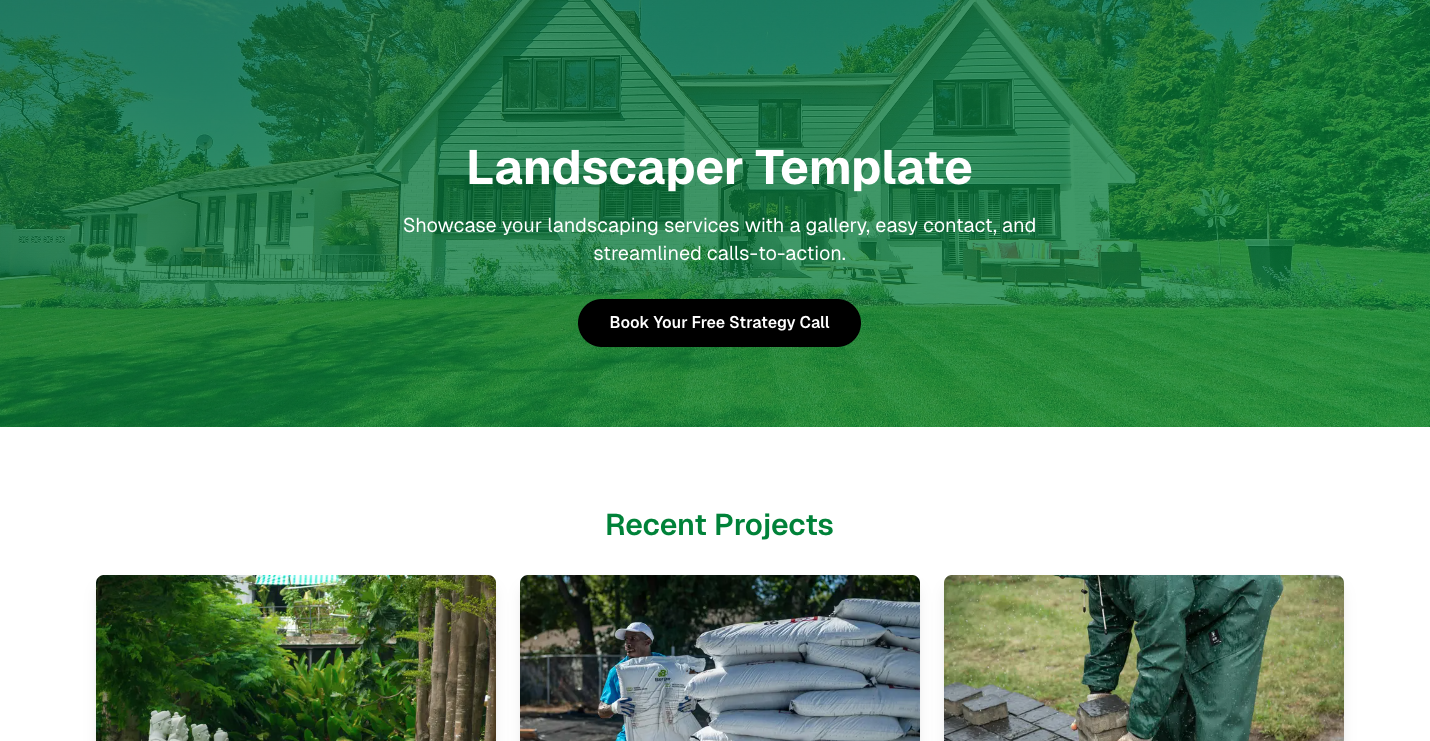 Landscaper Template
Showcase your landscaping services with a gallery, easy contact, and
streamlined calls-to-action.
Book Your Free Strategy Call
Recent Projects